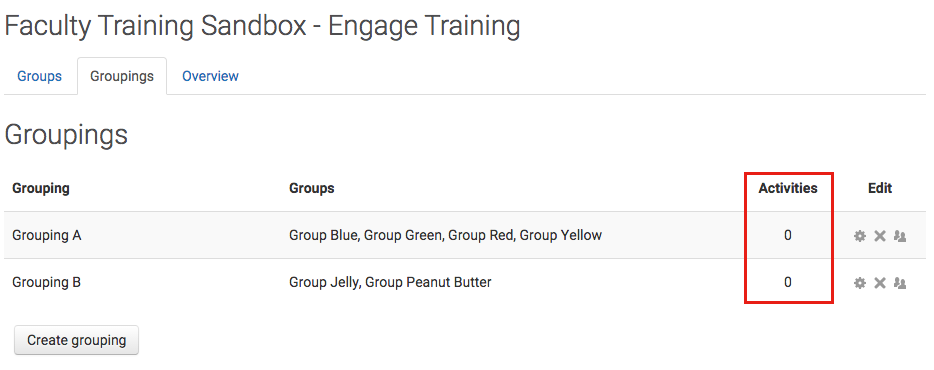 Faculty Training Sandbox - Engage Training
Groups Groupings Overview
Groupings
Grouping Groups Activities Edit
Grouping A Group Blue, Group Green, Group Red, Group Yellow 0
Grouping B Group Jelly, Group Peanut Butter 0
Create grouping